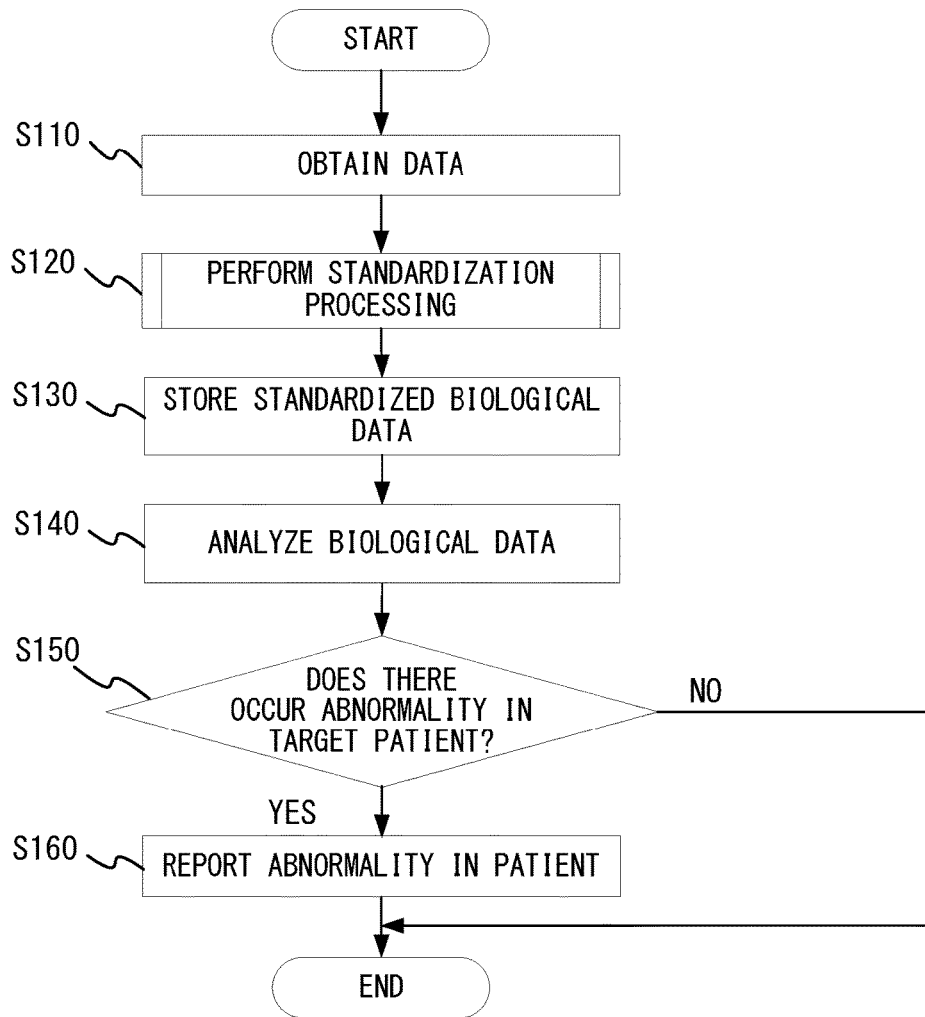 START
S110
OBTAIN DATA
S120
PERFORM STANDARDIZATION
PROCESSING
S130
STORE STANDARDIZED BIOLOGICAL
DATA
S140
ANALYZE BIOLOGICAL DATA
S150
DOES THERE
OCCUR ABNORMALITY IN
TARGET PATIENT?
NO
YES
S160
REPORT ABNORMALITY IN PATIENT
END